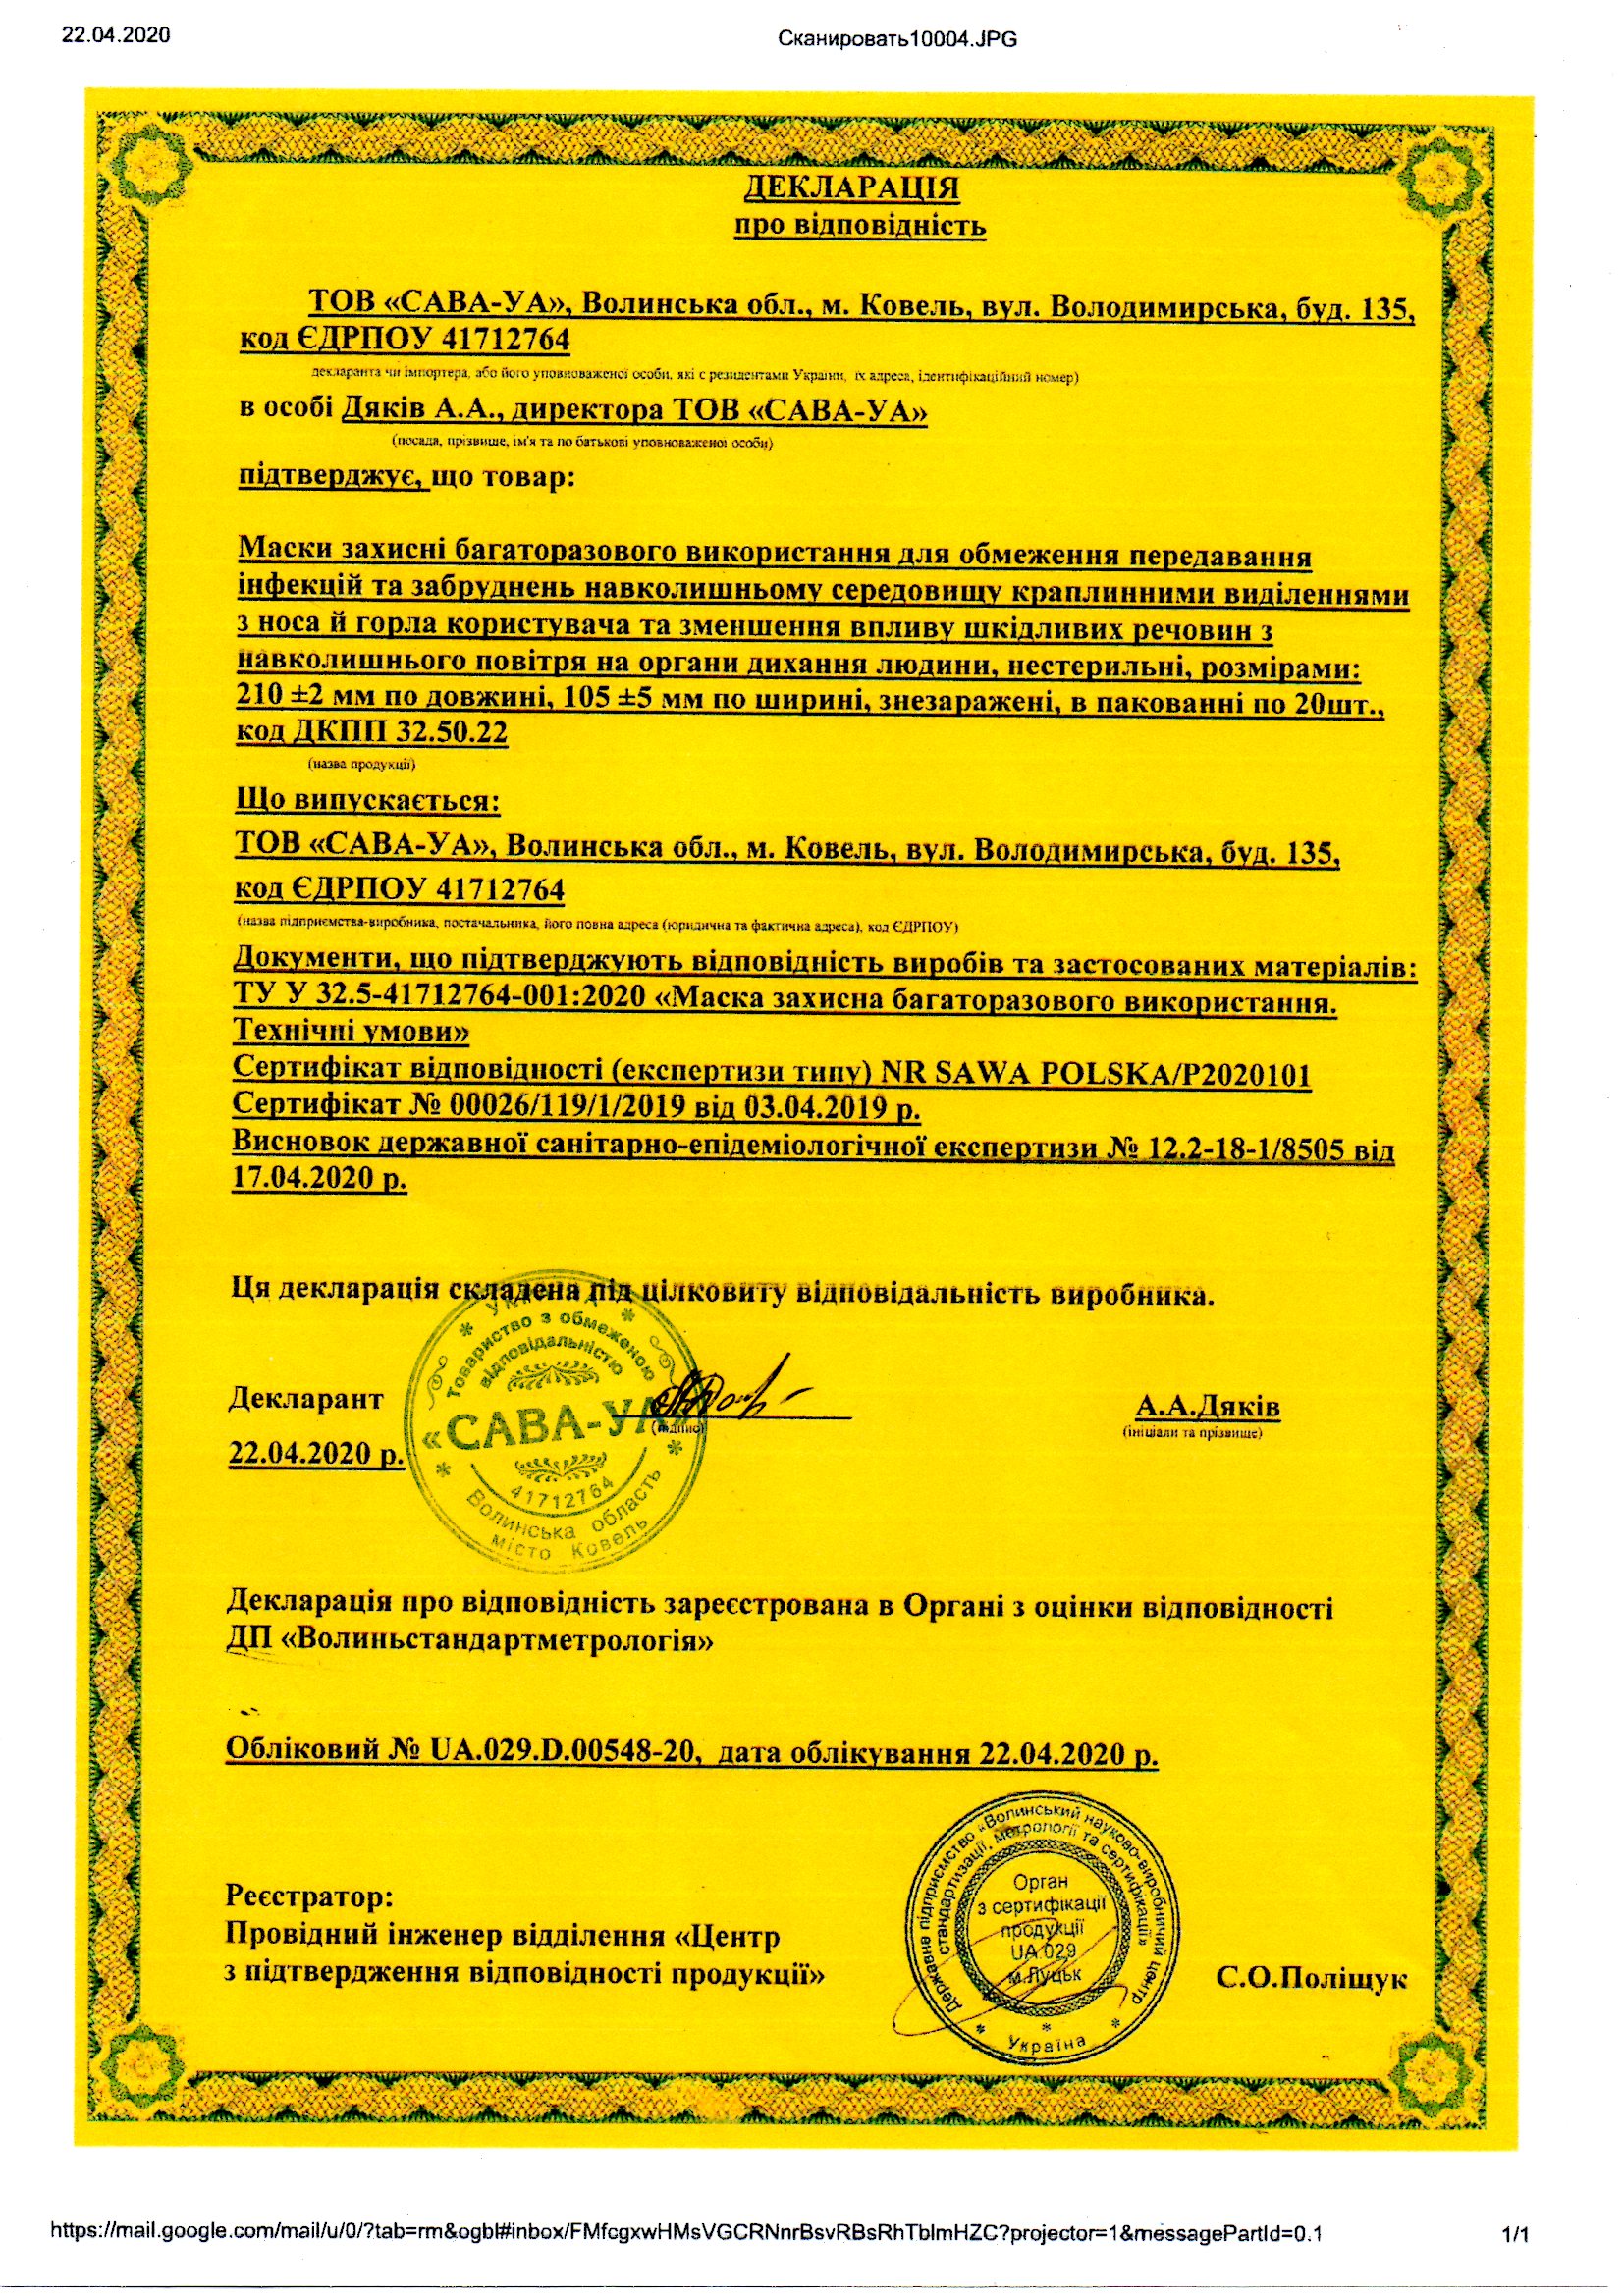 22.04.2020
Сканировать10004.JPG
ДЕКЛАРАЦІЯ
про відповідність
ТОВ «САВА-УА», Волинська обл., м. Ковель, вул. Володимирська, буд. 135,
код ЄДРПОУ 41712764
декларанта чи імпортера, або його уповноваженої особи, які є резидентами України, їх адреса, ідентифікаційний номер)
в особі Дяків А.А., директора ТОВ «САВА-УА»
(посада, прізвище, ім'я та по батькові уповноваженої особи)
підтверджує, що товар:
Маски захисні багаторазового використання для обмеження передавання
інфекцій та забруднень навколишньому середовищу краплинними виділеннями
з носа й горла користувача та зменшення впливу шкідливих речовин з
навколишнього повітря на органи дихання людини, нестерильні, розмірами:
210 ±2 мм по довжині, 105 ±5 мм по ширині, знезаражені, в пакованні по 20шт.,
код ДКПП 32.50.22
(назва продукції)
Що випускається:
ТОВ «САВА-УА», Волинська обл., м. Ковель, вул. Володимирська, буд. 135,
код ЄДРПОУ 41712764
(назва підприємства-виробника, постачальника, його повна адреса (юридична та фактична адреса), код ЄДРПОУ)
Документи, що підтверджують відповідність виробів та застосованих матеріалів:
ТУ У 32.5-41712764-001:2020 «Маска захисна багаторазового використання.
Технічні умови»
Сертифікат відповідності (експертизи типу) NR SAWA POLSKA/P2020101
Сертифікат № 00026/119/1/2019 від 03.04.2019 р.
Висновок державної санітарно-епідеміологічної експертизи № 12.2-18-1/8505 від
17.04.2020 р.
Ця декларація складена під цілковиту відповідальність виробника.
* Україна *
Товариство з обмеженою
відповідальністю
«САВА-УА»
41712764
Волинська область
місто Ковель
Декларант
(підпис)
А.А.Дяків
(ініціали та прізвище)
22.04.2020 р.
Декларація про відповідність зареєстрована в Органі з оцінки відповідності
ДП «Волиньстандартметрологія»
Обліковий № UA.029.D.00548-20, дата облікування 22.04.2020 р.
Державне підприємство «Волинський науково-виробничий центр
стандартизації, метрології та сертифікації»
Орган
з сертифікації
продукції
UA.029
м.Луцьк
* Україна *
Реєстратор:
Провідний інженер відділення «Центр
з підтвердження відповідності продукції»
С.О.Поліщук
https://mail.google.com/mail/u/0/?tab=rm&ogbl#inbox/FMfcgxwHMsVGCRNnrBsvRBsRhTblmHZC?projector=1&messagePartId=0.1
1/1